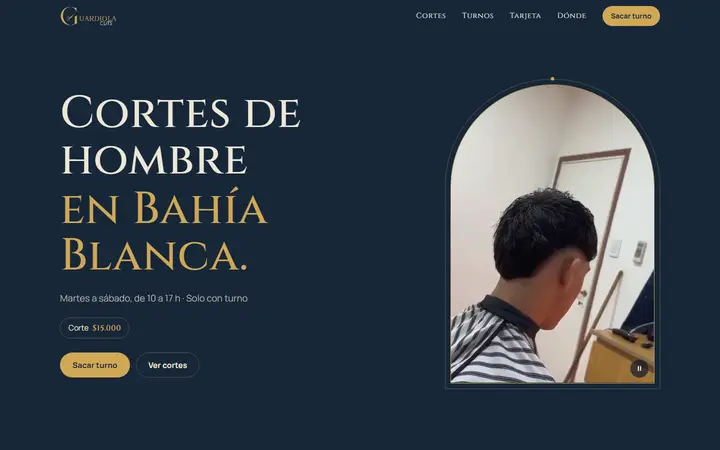 Guardiola
cuts
Cortes
Turnos
Tarjeta
Dónde
Sacar turno
Cortes de
hombre
en Bahía
Blanca.
Martes a sábado, de 10 a 17 h · Solo con turno
Corte $15.000
Sacar turno
Ver cortes